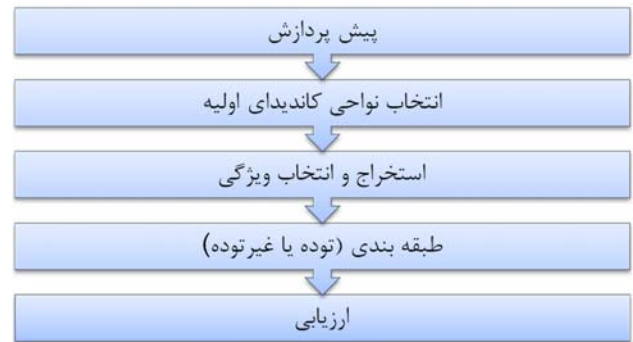 پیش پردازش
انتخاب نواحی کاندیدای اولیه
استخراج و انتخاب ویژگی
طبقه بندی (توده یا غیرتوده)
ارزیابی